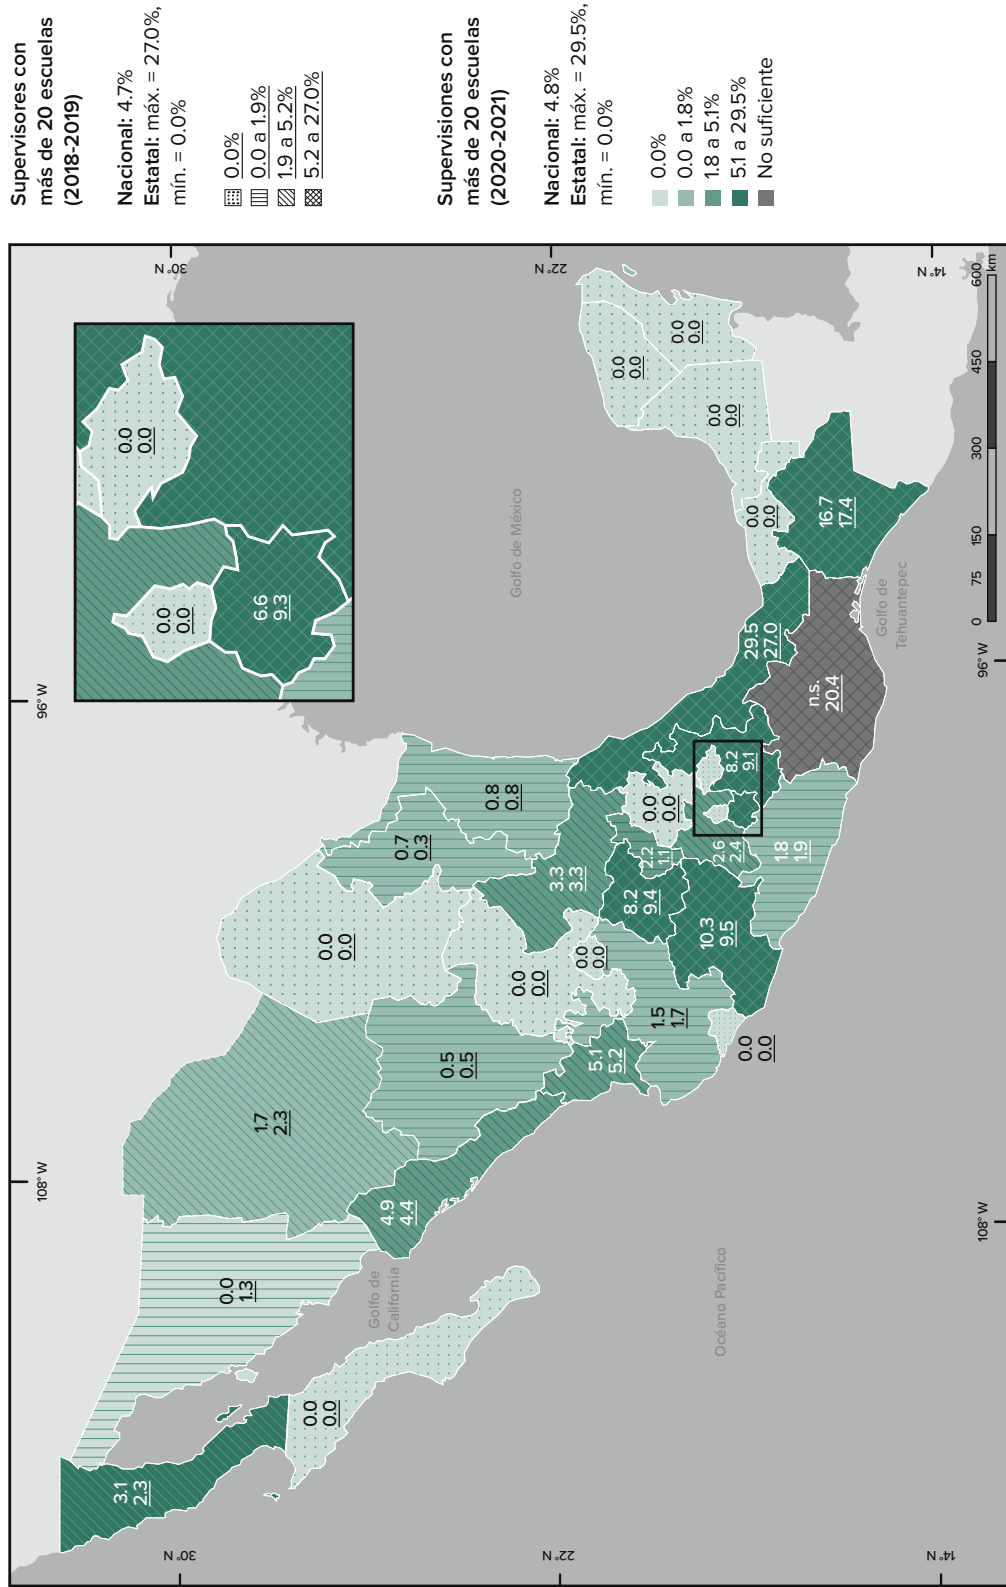 Supervisores con
más de 20 escuelas
(2018-2019)
Nacional: 4.7%
Estatal: máx. = 27.0%,
mín. = 0.0%
0.0%
0.0 a 1.9%
1.9 a 5.2%
5.2 a 27.0%
Supervisiones con
más de 20 escuelas
(2020-2021)
Nacional: 4.8%
Estatal: máx. = 29.5%,
mín. = 0.0%
0.0%
0.0 a 1.8%
1.8 a 5.1%
5.1 a 29.5%
No suficiente
108° W
96° W
30° N
30° N
22° N
22° N
14° N
14° N
108° W
96° W
3.1
2.3
0.0
0.0
0.0
1.3
1.7
2.3
4.9
4.4
0.5
0.5
0.0
0.0
0.7
0.3
0.8
0.8
0.0
0.0
3.3
3.3
0.0
0.0
5.1
5.2
1.5
1.7
0.0
0.0
8.2
9.4
2.2
1.1
0.0
0.0
10.3
9.5
2.6
2.4
8.2
9.1
1.8
1.9
29.5
27.0
n.s.
20.4
16.7
17.4
0.0
0.0
0.0
0.0
0.0
0.0
0.0
0.0
0.0
0.0
0.0
0.0
6.6
9.3
Golfo de México
Golfo de
California
Océano Pacífico
Golfo de
Tehuantepec
0 75 150 300 450 600
km